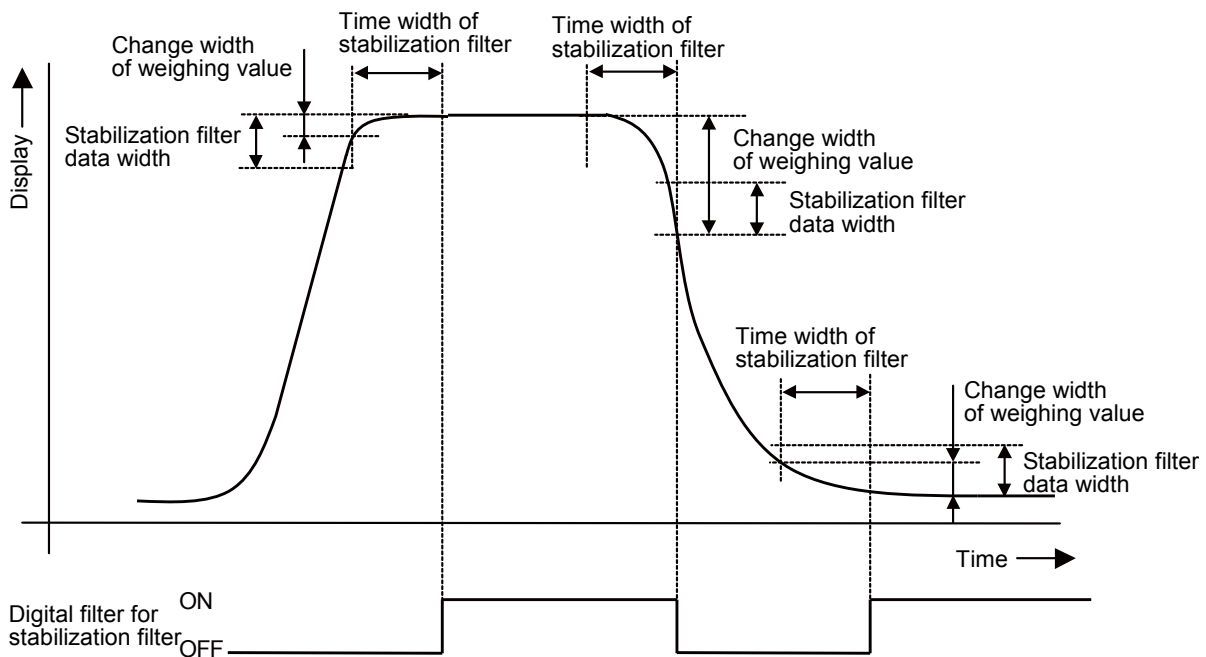 Time width of
stabilization filter
Time width of
stabilization filter
Change width
of weighing value
Stabilization filter
data width
Display
Change width
of weighing value
Stabilization filter
data width
Time width of
stabilization filter
Change width
of weighing value
Stabilization filter
data width
Time
Digital filter for
stabilization filter
ON
OFF